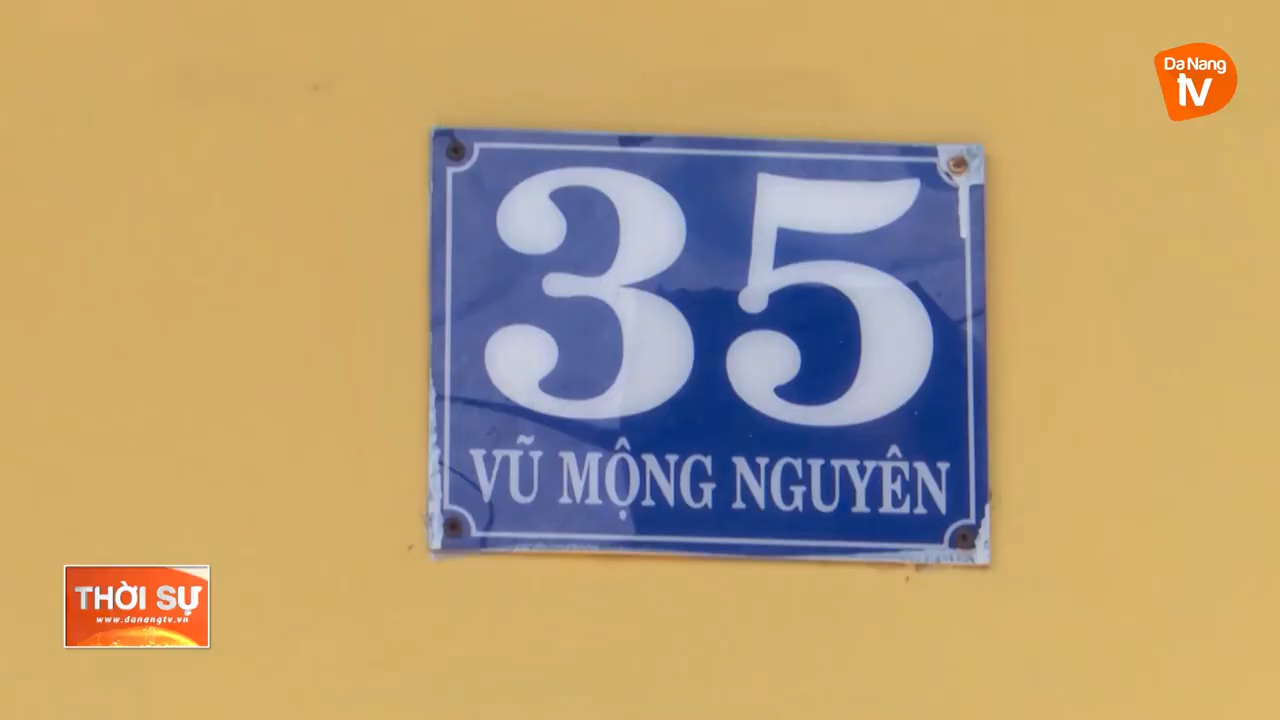 Da Nang
tv
35
VŨ MỘNG NGUYÊN
THỜI SỰ
www.danangtv.vn